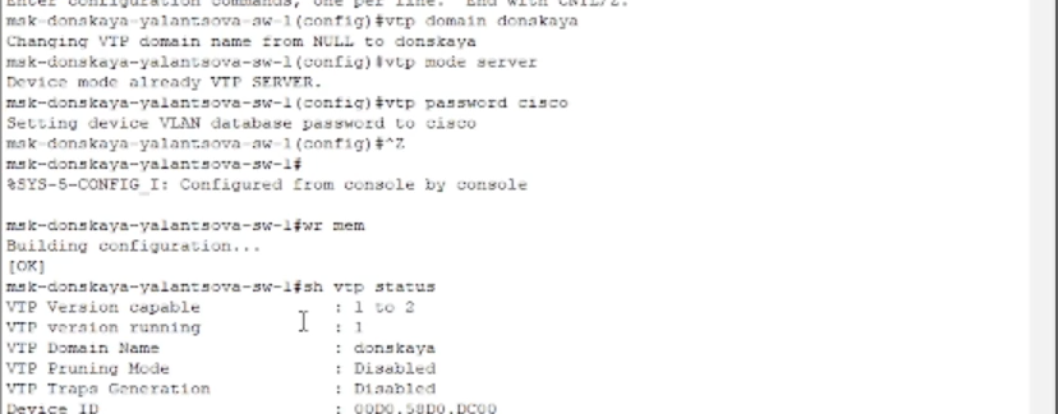 Enter configuration commands, one per line.  End with CNTL/Z.
msk-donskaya-yalantsova-sw-1(config)#vtp domain donskaya
Changing VTP domain name from NULL to donskaya
msk-donskaya-yalantsova-sw-1(config)#vtp mode server
Device mode already VTP SERVER.
msk-donskaya-yalantsova-sw-1(config)#vtp password cisco
Setting device VLAN database password to cisco
msk-donskaya-yalantsova-sw-1(config)#^Z
msk-donskaya-yalantsova-sw-1#
%SYS-5-CONFIG_I: Configured from console by console
msk-donskaya-yalantsova-sw-1#wr mem
Building configuration...
[OK]
msk-donskaya-yalantsova-sw-1#sh vtp status
VTP Version capable : 1 to 2
VTP version running : 1
VTP Domain Name : donskaya
VTP Pruning Mode : Disabled
VTP Traps Generation : Disabled
Device ID : 00D0.58D0.DC00